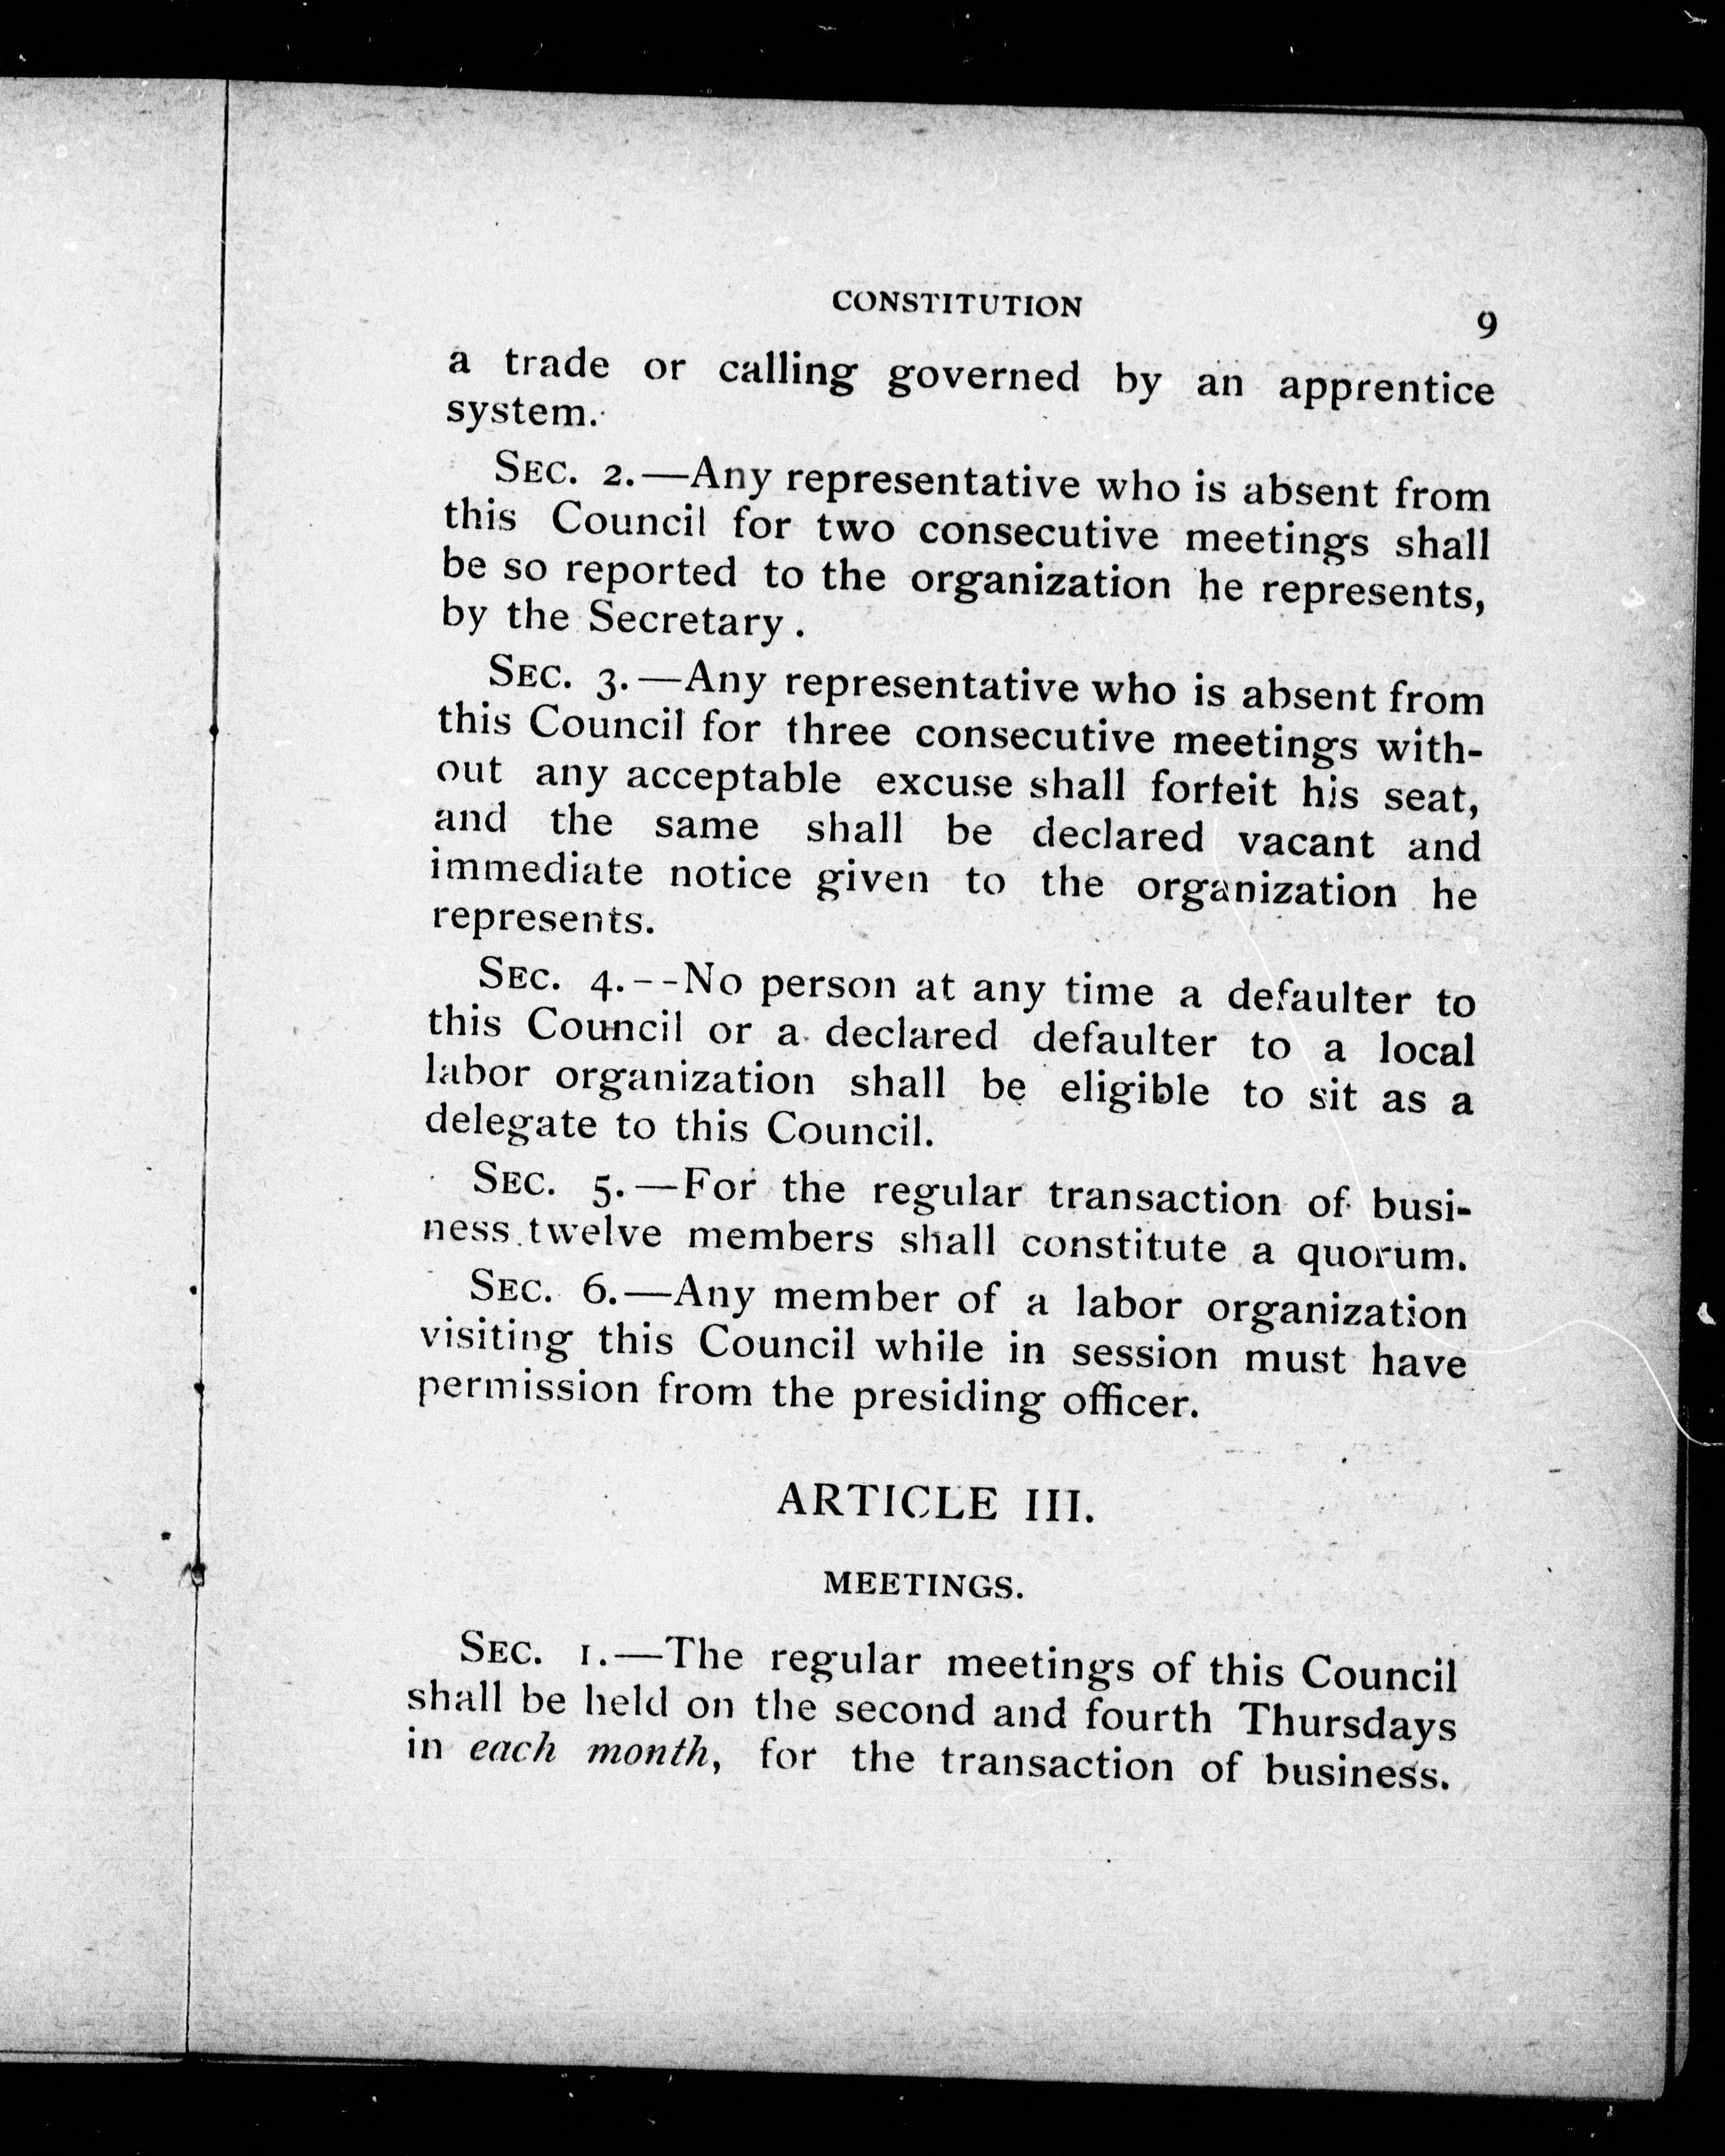 CONSTITUTION 9
a trade or calling governed by an apprentice
system.
SEC. 2.—Any representative who is absent from
this Council for two consecutive meetings shall
be so reported to the organization he represents,
by the Secretary.
SEC. 3.—Any representative who is absent from
this Council for three consecutive meetings with-
out any acceptable excuse shall forfeit his seat,
and the same shall be declared vacant and
immediate notice given to the organization he
represents.
SEC. 4.--No person at any time a defaulter to
this Council or a declared defaulter to a local
labor organization shall be eligible to sit as a
delegate to this Council.
SEC. 5.—For the regular transaction of busi-
ness twelve members shall constitute a quorum.
SEC. 6.—Any member of a labor organization
visiting this Council while in session must have
permission from the presiding officer.
ARTICLE III.
MEETINGS.
SEC. 1.—The regular meetings of this Council
shall be held on the second and fourth Thursdays
in each month, for the transaction of business.